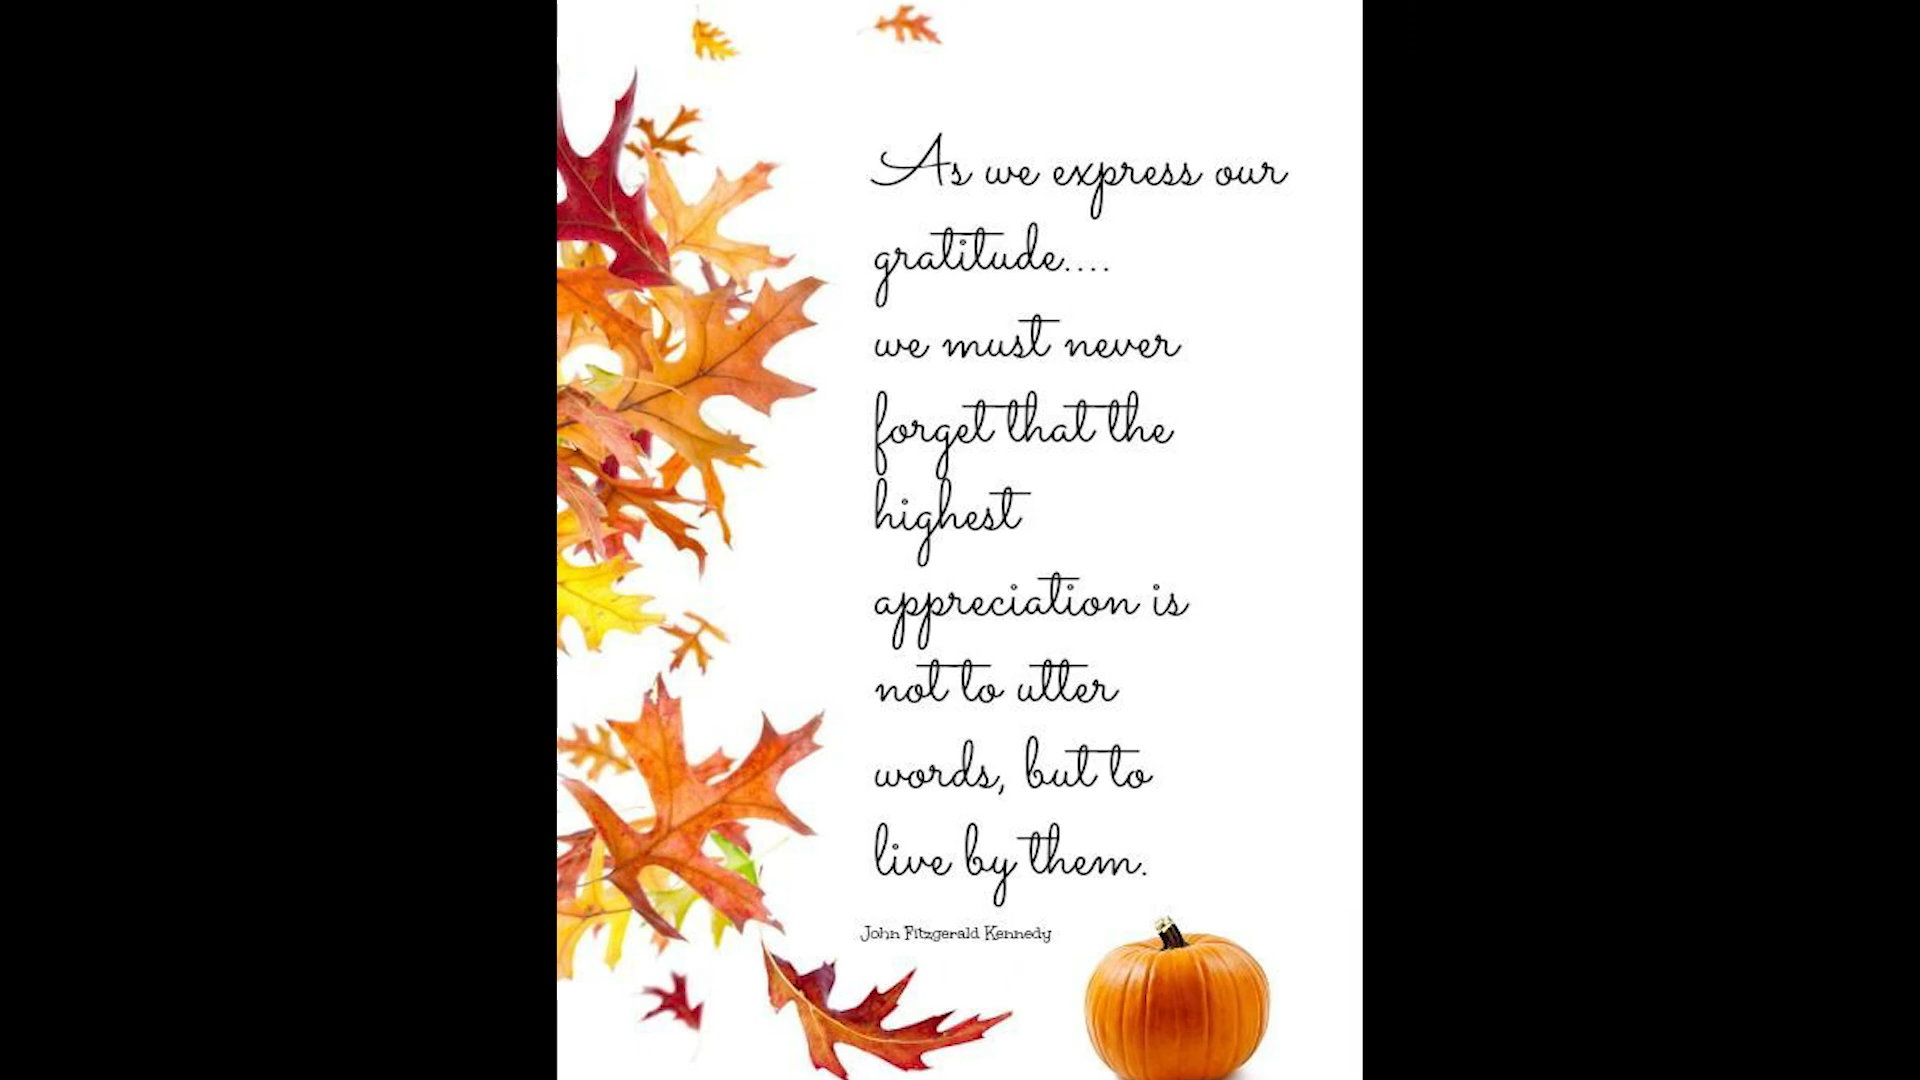 As we express our
gratitude....
we must never
forget that the
highest
appreciation is
not to utter
words, but to
live by them.
John Fitzgerald Kennedy